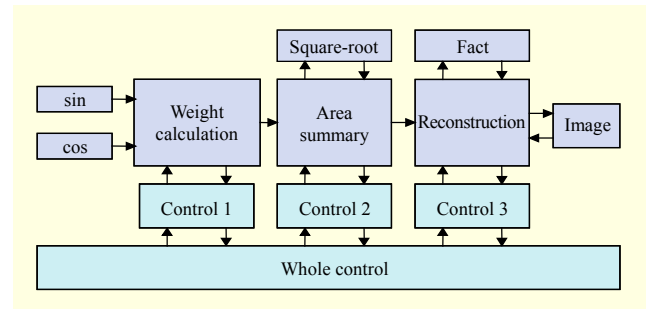 Square-root
Fact
sin
cos
Weight
calculation
Area
summary
Reconstruction
Image
Control 1
Control 2
Control 3
Whole control